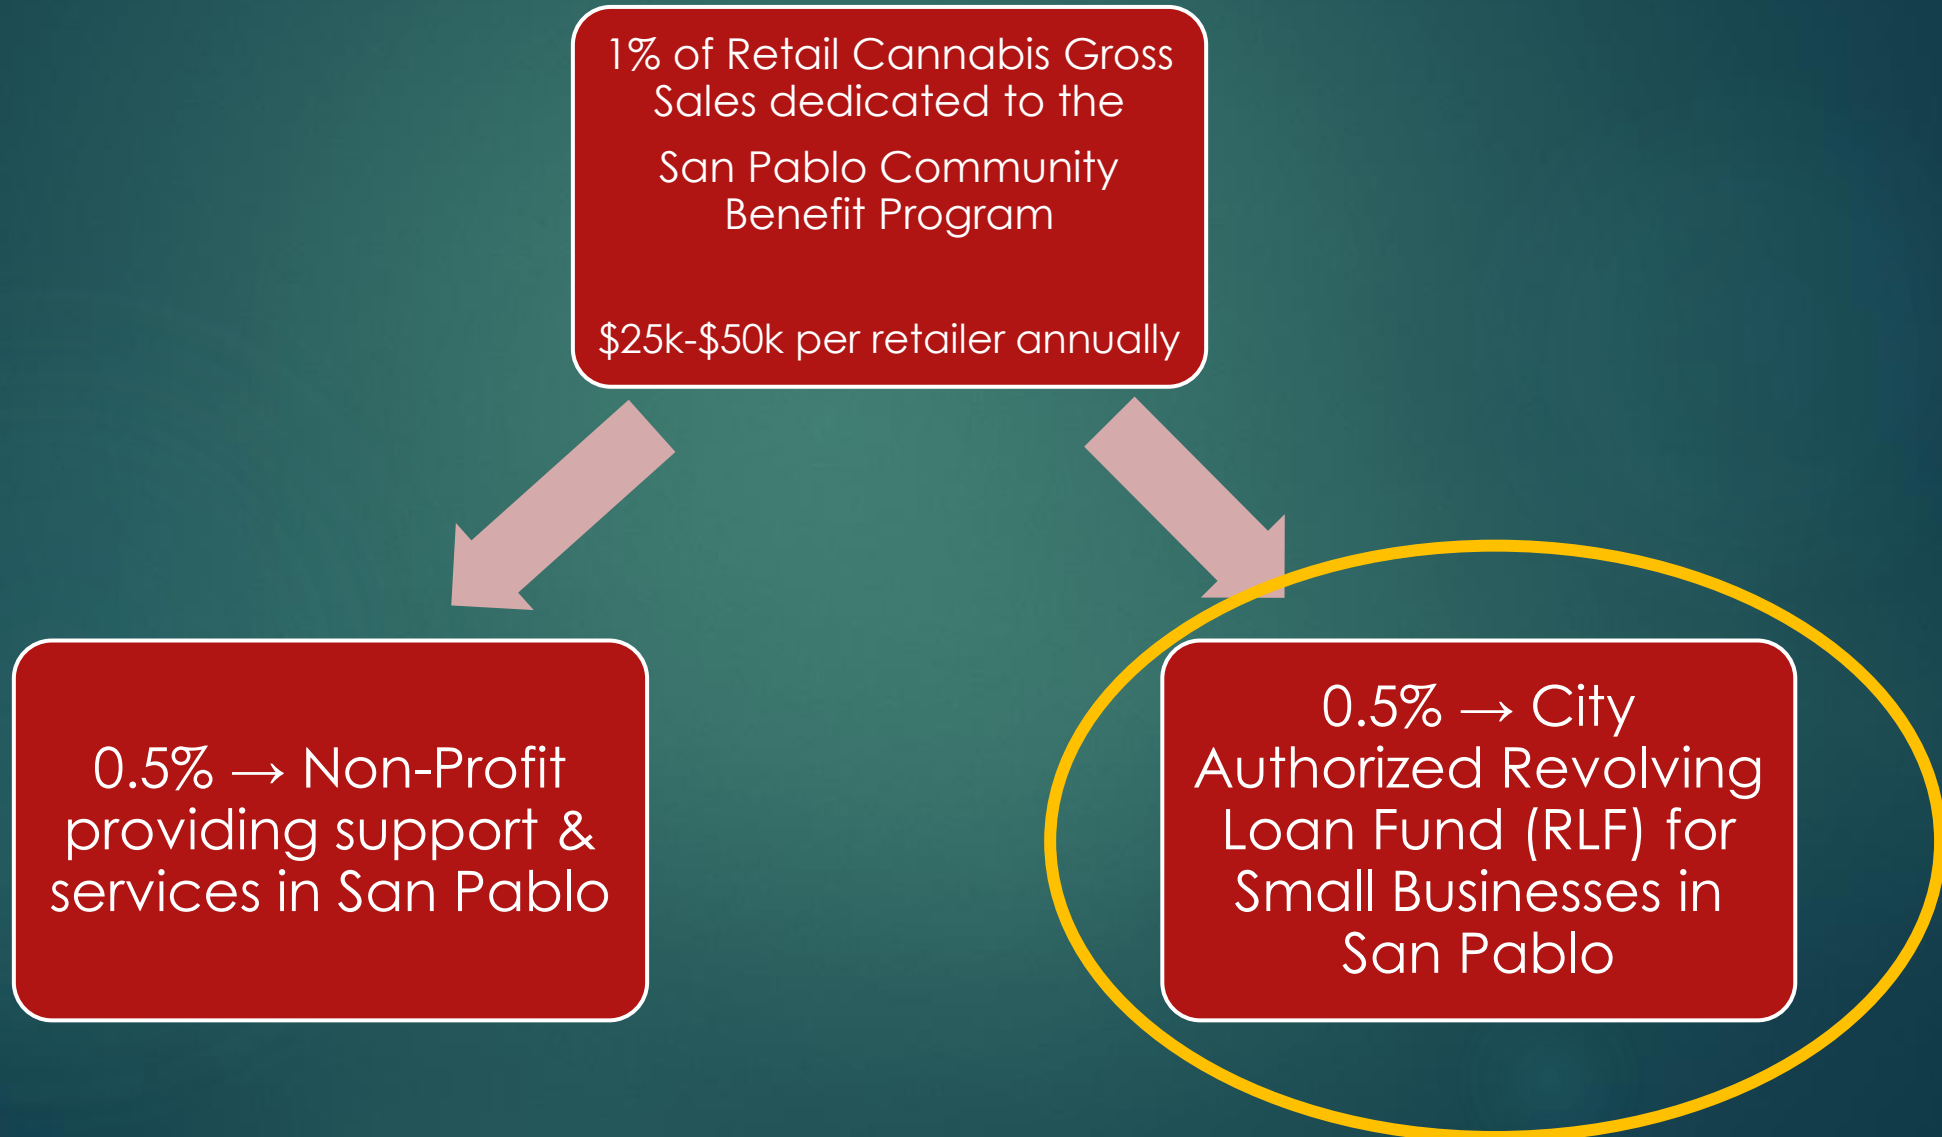 1% of Retail Cannabis Gross
Sales dedicated to the
San Pablo Community
Benefit Program
$25k-$50k per retailer annually
0.5% → Non-Profit
providing support &
services in San Pablo
0.5% → City
Authorized Revolving
Loan Fund (RLF) for
Small Businesses in
San Pablo